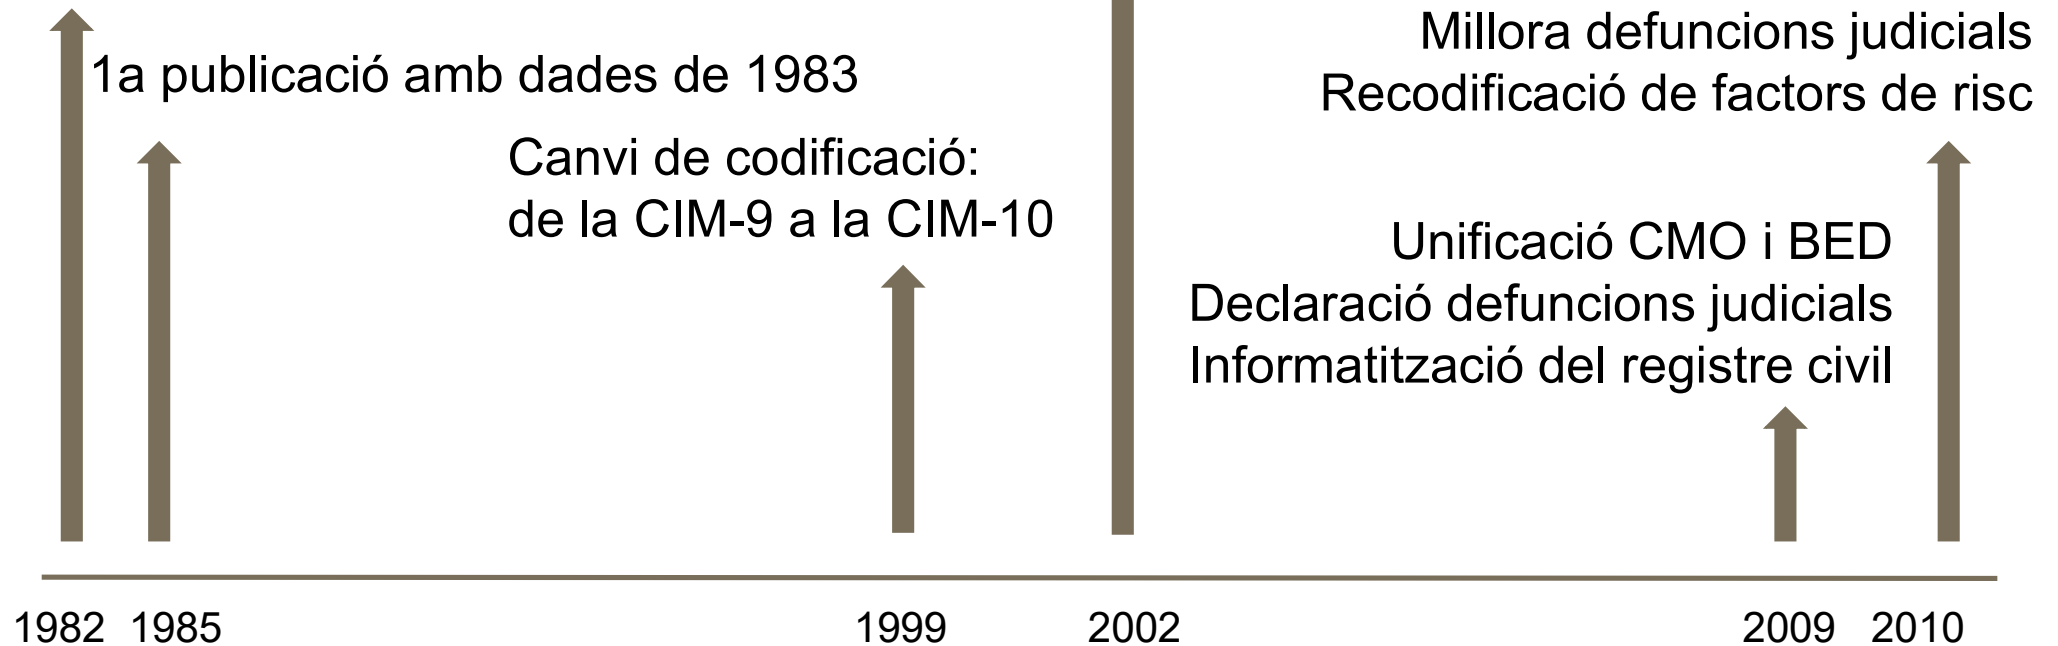 1a publicació amb dades de 1983
Canvi de codificació:
de la CIM-9 a la CIM-10
Millora defuncions judicials
Recodificació de factors de risc
Unificació CMO i BED
Declaració defuncions judicials
Informatització del registre civil
1982 1985 1999 2002 2009 2010